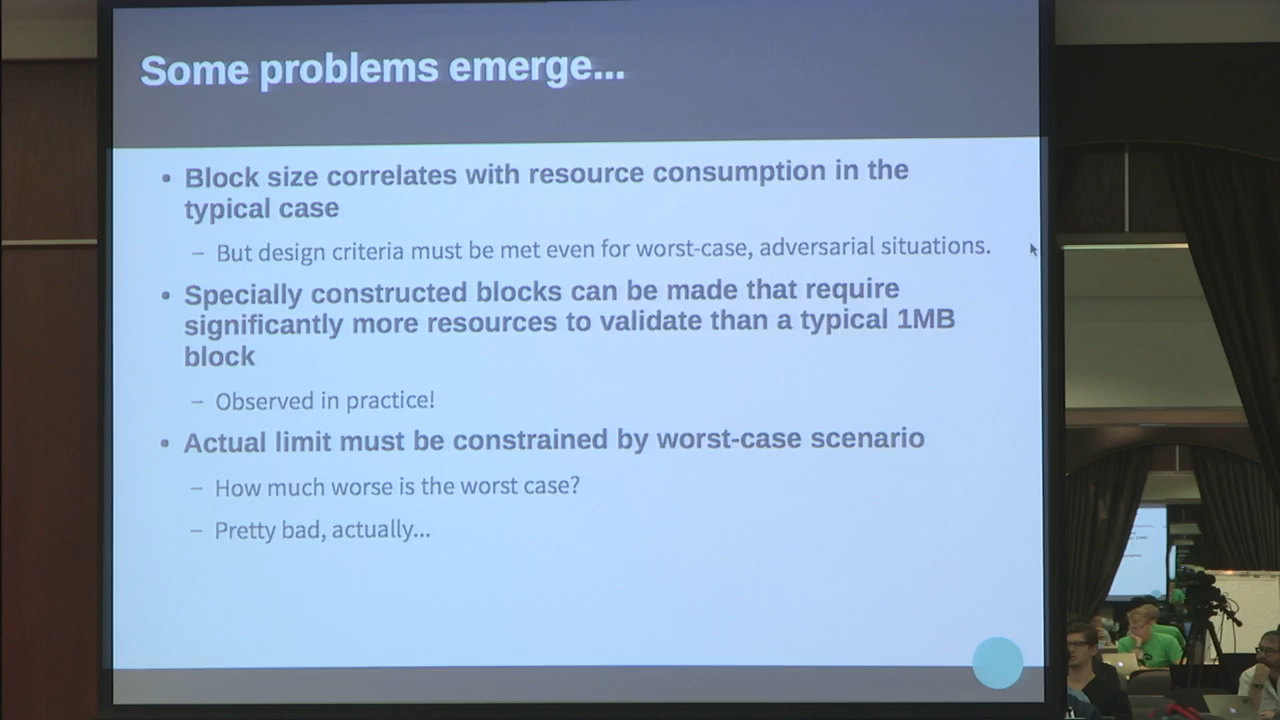 Some problems emerge...
• Block size correlates with resource consumption in the
typical case
– But design criteria must be met even for worst-case, adversarial situations.
• Specially constructed blocks can be made that require
significantly more resources to validate than a typical 1MB
block
– Observed in practice!
• Actual limit must be constrained by worst-case scenario
– How much worse is the worst case?
– Pretty bad, actually...